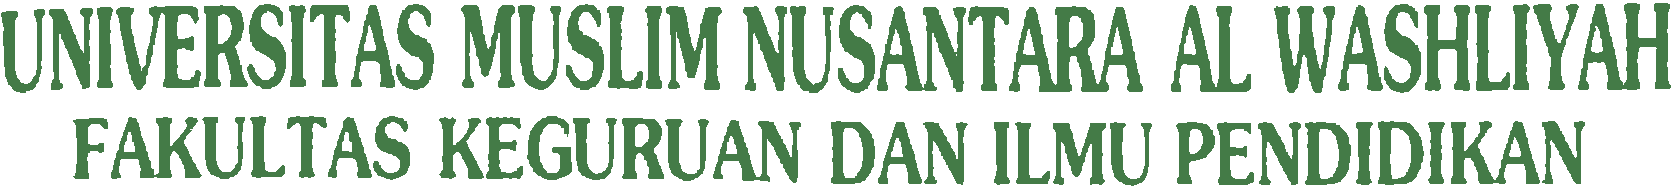 UNIVERSITAS MUSLIM NUSANTARA AL WASHLIYAH
FAKULTAS KEGURUAN DAN ILMU PENDIDIKAN